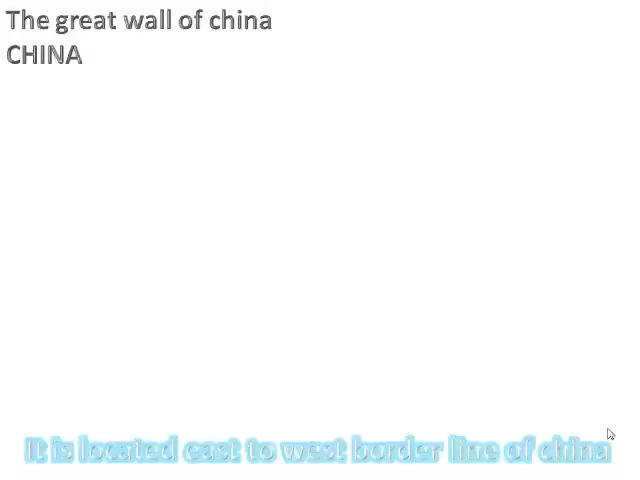 The great wall of china
CHINA
It is located east to west border line of china